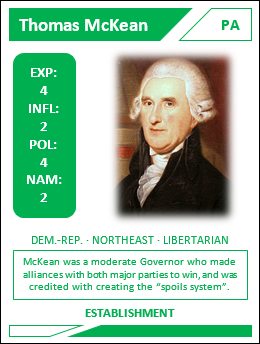 Thomas McKean
PA
EXP:
4
INFL:
2
POL:
4
NAM:
2
DEM.-REP. · NORTHEAST · LIBERTARIAN
McKean was a moderate Governor who made
alliances with both major parties to win, and was
credited with creating the “spoils system”.
ESTABLISHMENT